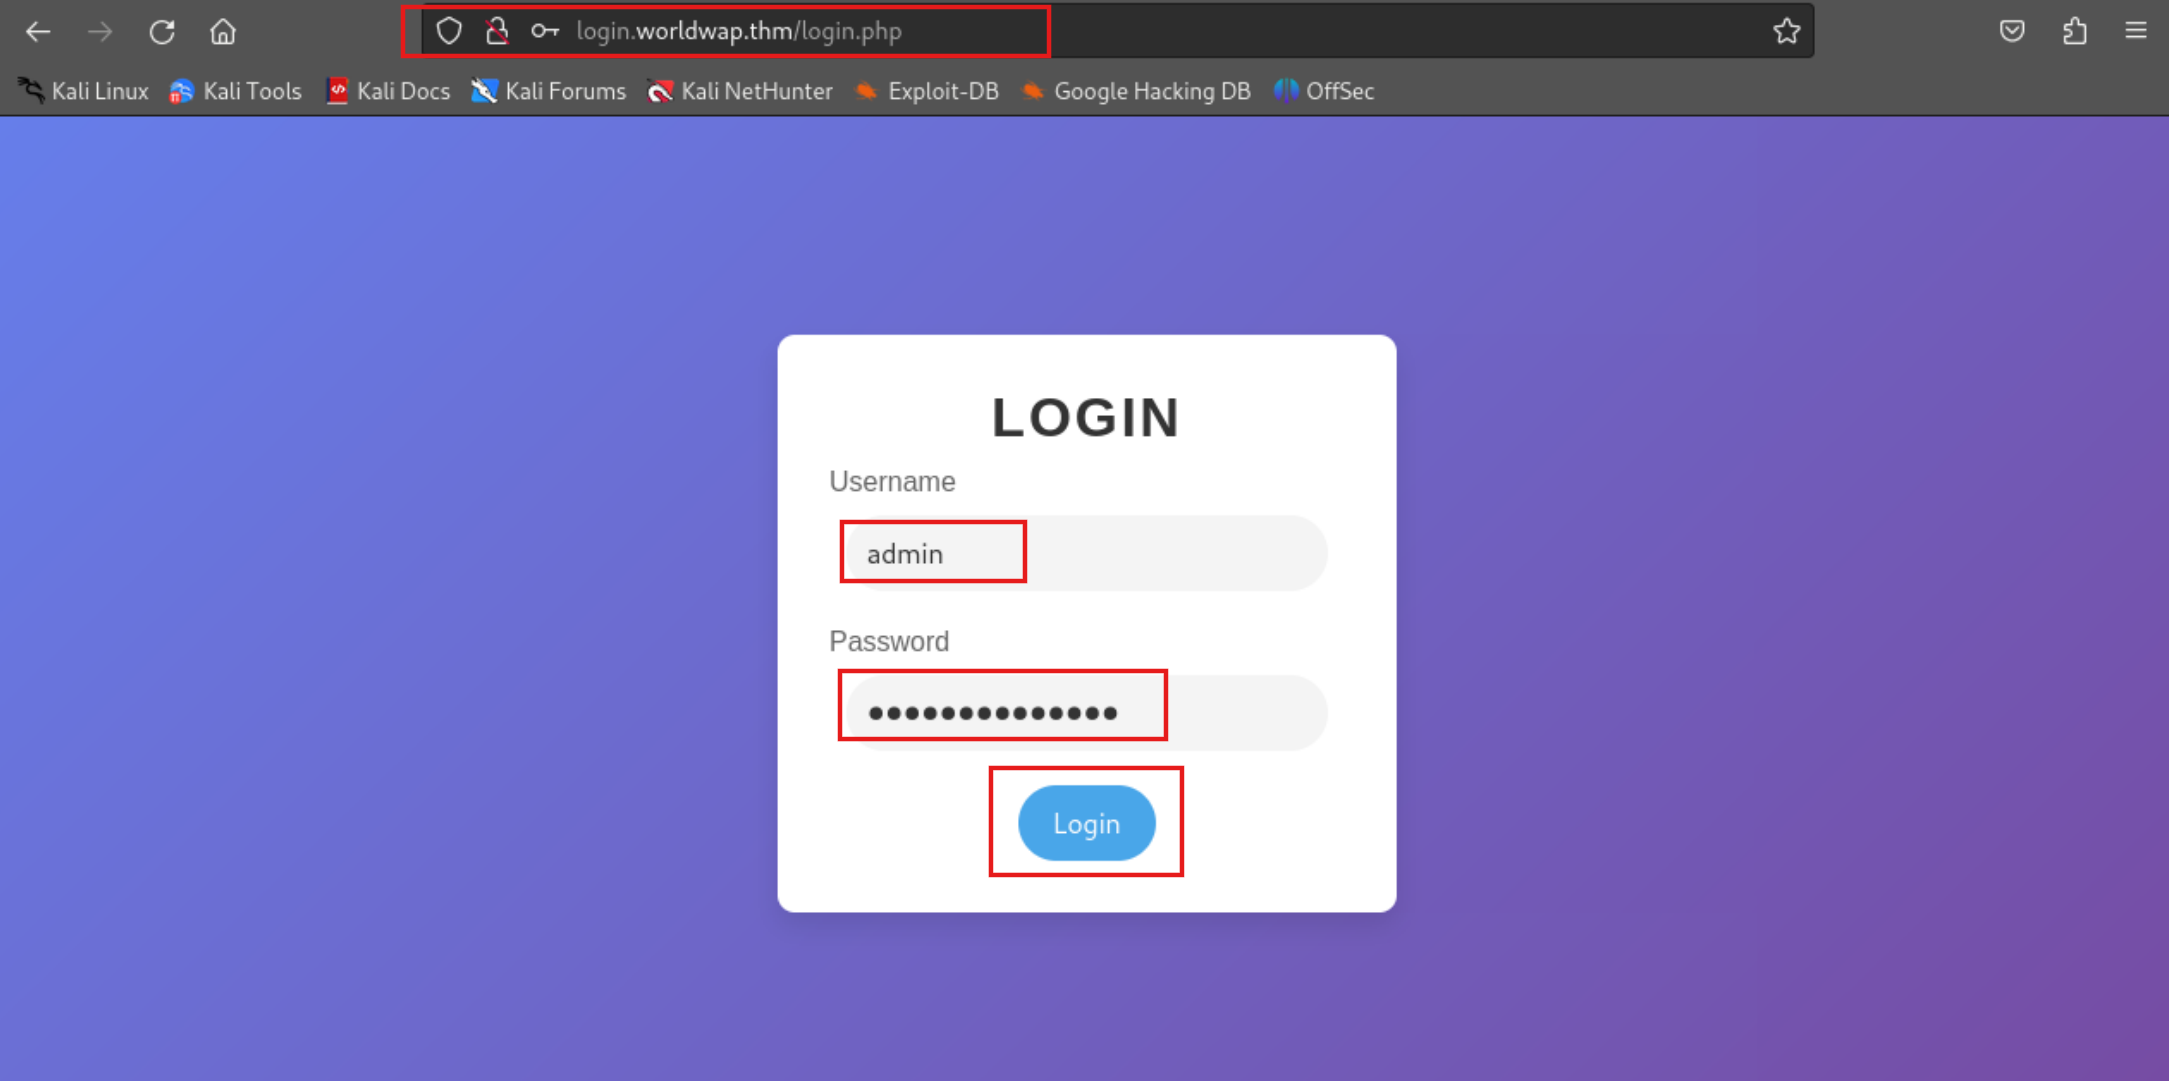 login.worldwap.thm/login.php
Kali Linux Kali Tools Kali Docs Kali Forums Kali NetHunter Exploit-DB Google Hacking DB OffSec
LOGIN
Username
admin
Password
••••••••••••••
Login